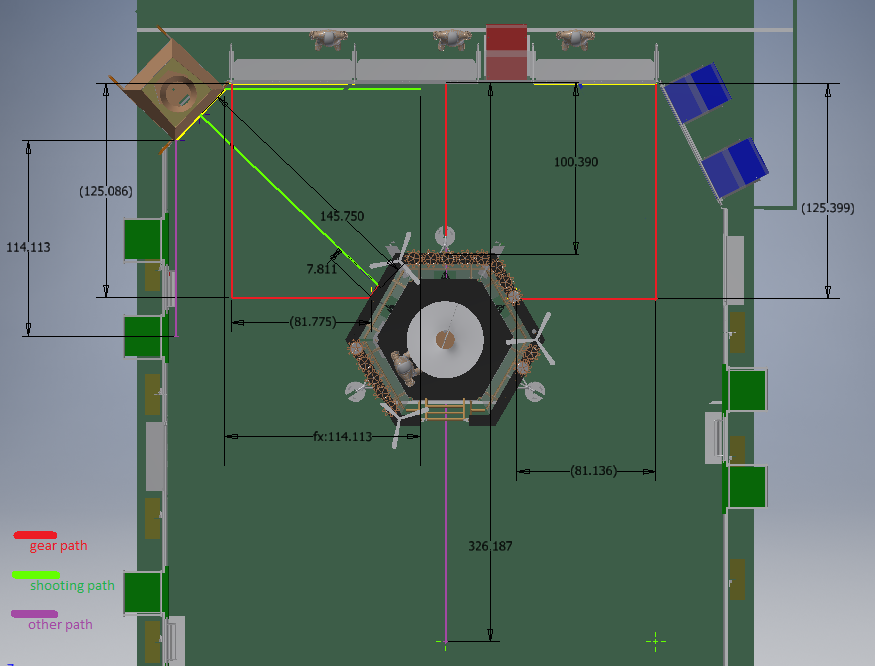 100.390
(125.086)
(125.399)
145.750
114.113
7.811
(81.775)
fx:114.113
(81.136)
326.187
gear path
shooting path
other path